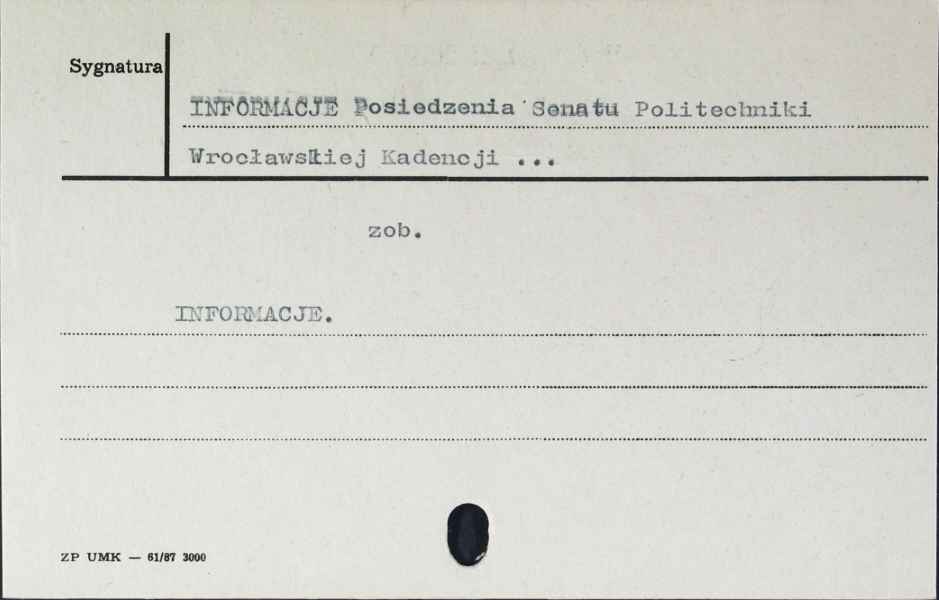 Sygnatura
INFORMACJE Posiedzenia Senatu Politechniki
Wrocławskiej Kadencji ...
zob.
INFORMACJE.
ZP UMK — 61/87 3000